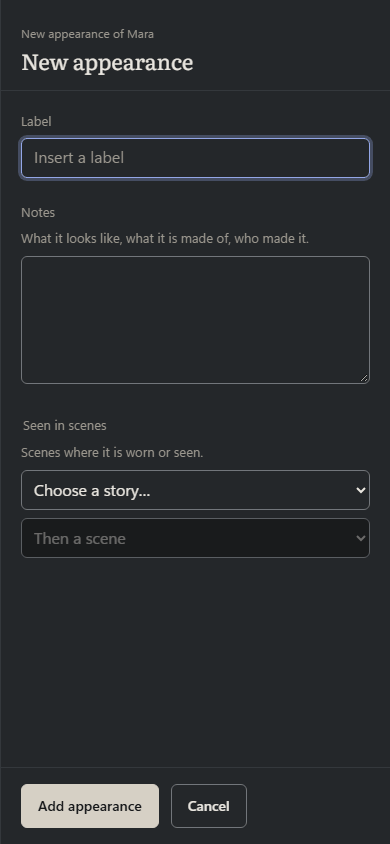 New appearance of Mara
New appearance
Label
Insert a label
Notes
What it looks like, what it is made of, who made it.
Seen in scenes
Scenes where it is worn or seen.
Choose a story...
Then a scene
Add appearance
Cancel